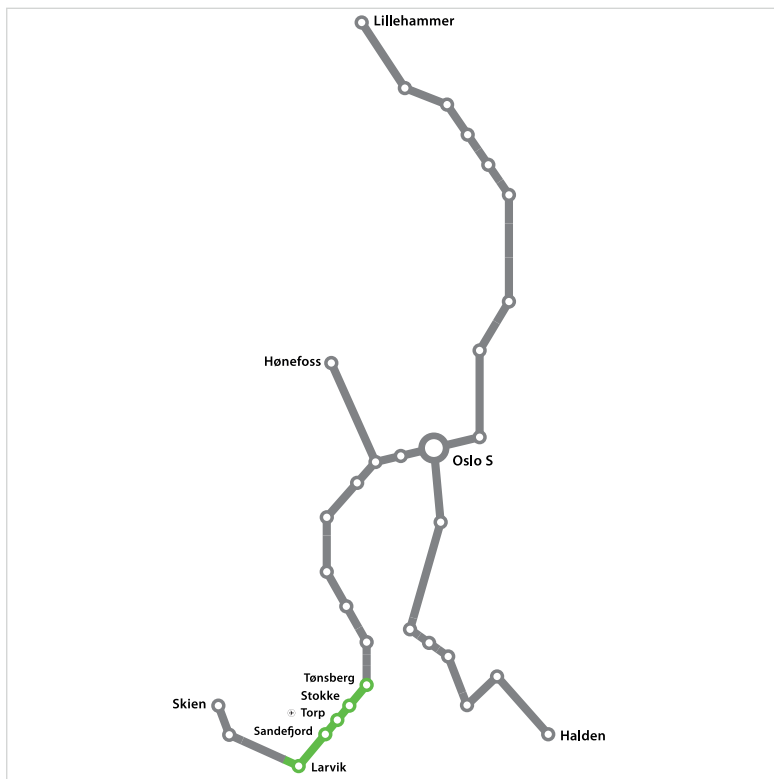 Lillehammer
Hønefoss
Oslo S
Tønsberg
Stokke
Skien
Torp
Sandefjord
Halden
Larvik